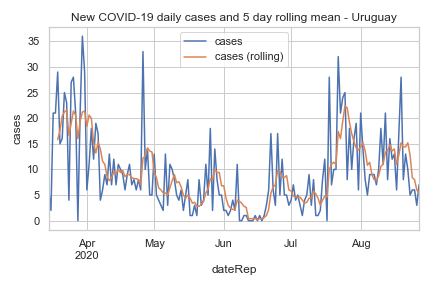 New COVID-19 daily cases and 5 day rolling mean - Uruguay
cases
cases (rolling)
35
30
25
20
15
10
5
0
cases
Apr
2020
May
Jun
Jul
Aug
dateRep